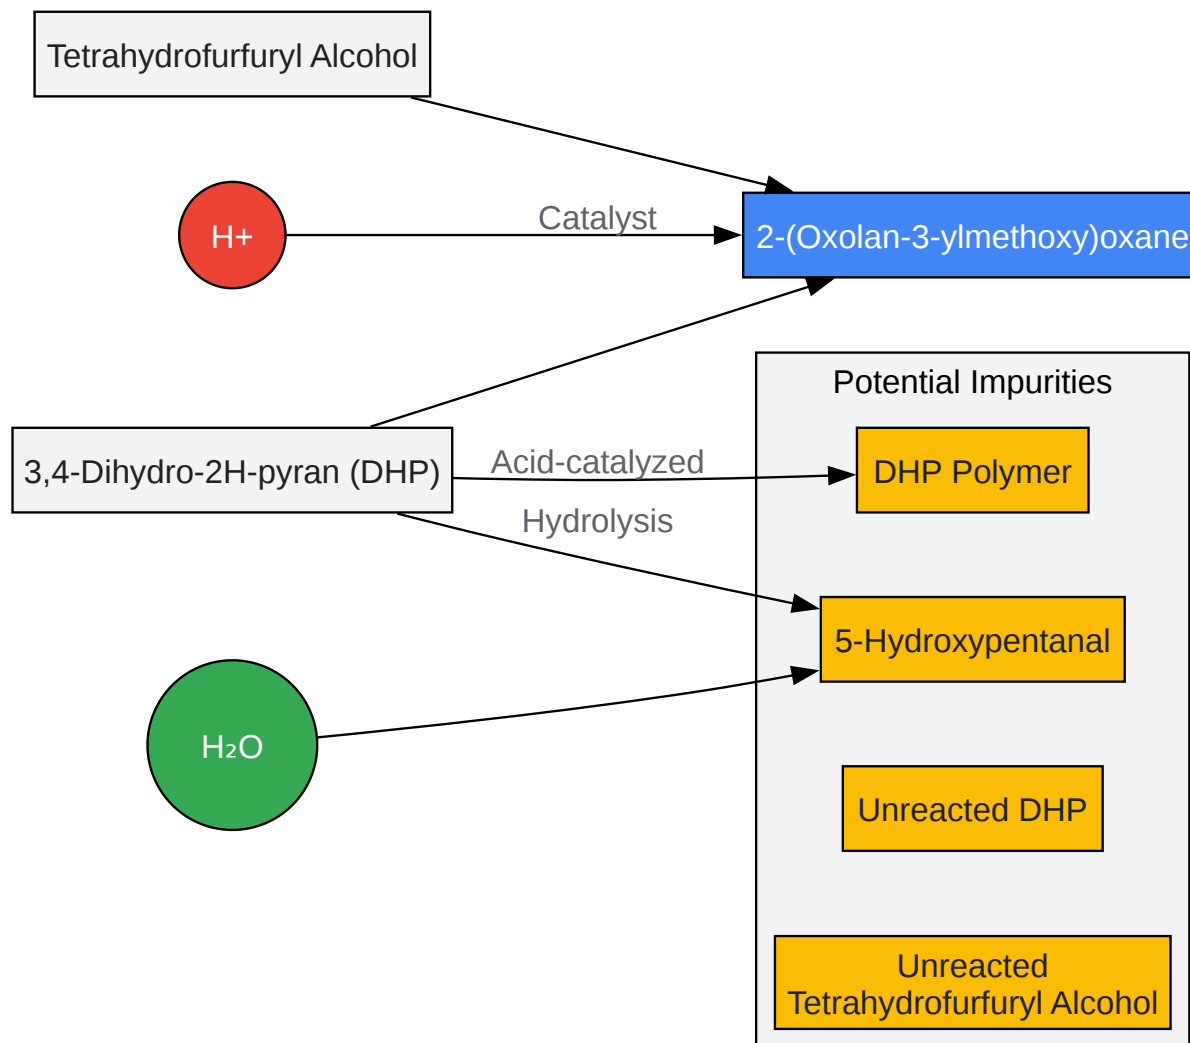 Tetrahydrofurfuryl Alcohol
H+
Catalyst
2-(Oxolan-3-ylmethoxy)oxane
Potential Impurities
3,4-Dihydro-2H-pyran (DHP)
Acid-catalyzed
DHP Polymer
Hydrolysis
5-Hydroxypentanal
H₂O
Unreacted DHP
Unreacted
Tetrahydrofurfuryl Alcohol